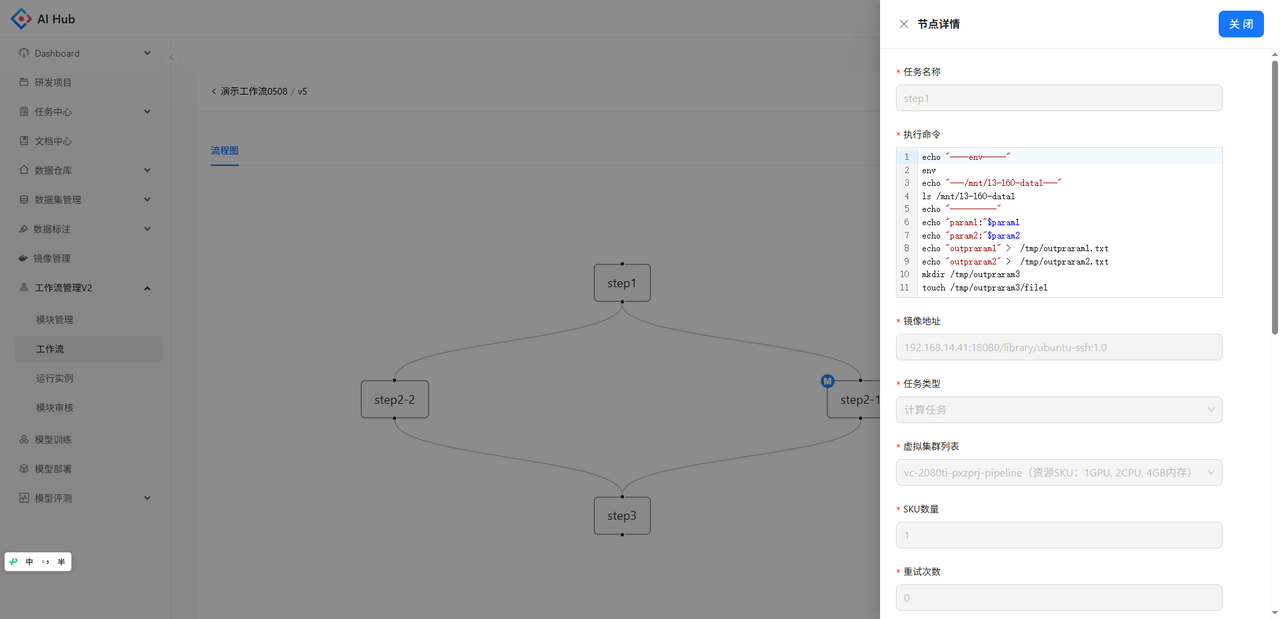 AI Hub
Dashboard
研发项目
任务中心
文档中心
数据仓库
数据集管理
数据标注
镜像管理
工作流管理V2
模块管理
工作流
运行实例
模块审核
模型训练
模型部署
模型评测
中 °, 半
演示工作流0508 / v5
流程图
step1
step2-2
M
step2-1
step3
节点详情
关 闭
* 任务名称
step1
* 执行命令
1 echo "----env-----"
2 env
3 echo "---/mnt/13-160-data1---"
4 ls /mnt/13-160-data1
5 echo "----------"
6 echo "param1:"$param1
7 echo "param2:"$param2
8 echo "outpraram1" > /tmp/outpraram1.txt
9 echo "outpraram2" > /tmp/outpraram2.txt
10 mkdir /tmp/outpraram3
11 touch /tmp/outpraram3/file1
* 镜像地址
192.168.14.41:18080/library/ubuntu-ssh:1.0
* 任务类型
计算任务
* 虚拟集群列表
vc-2080ti-pxzprj-pipeline（资源SKU：1GPU, 2CPU, 4GB内存）
* SKU数量
1
* 重试次数
0